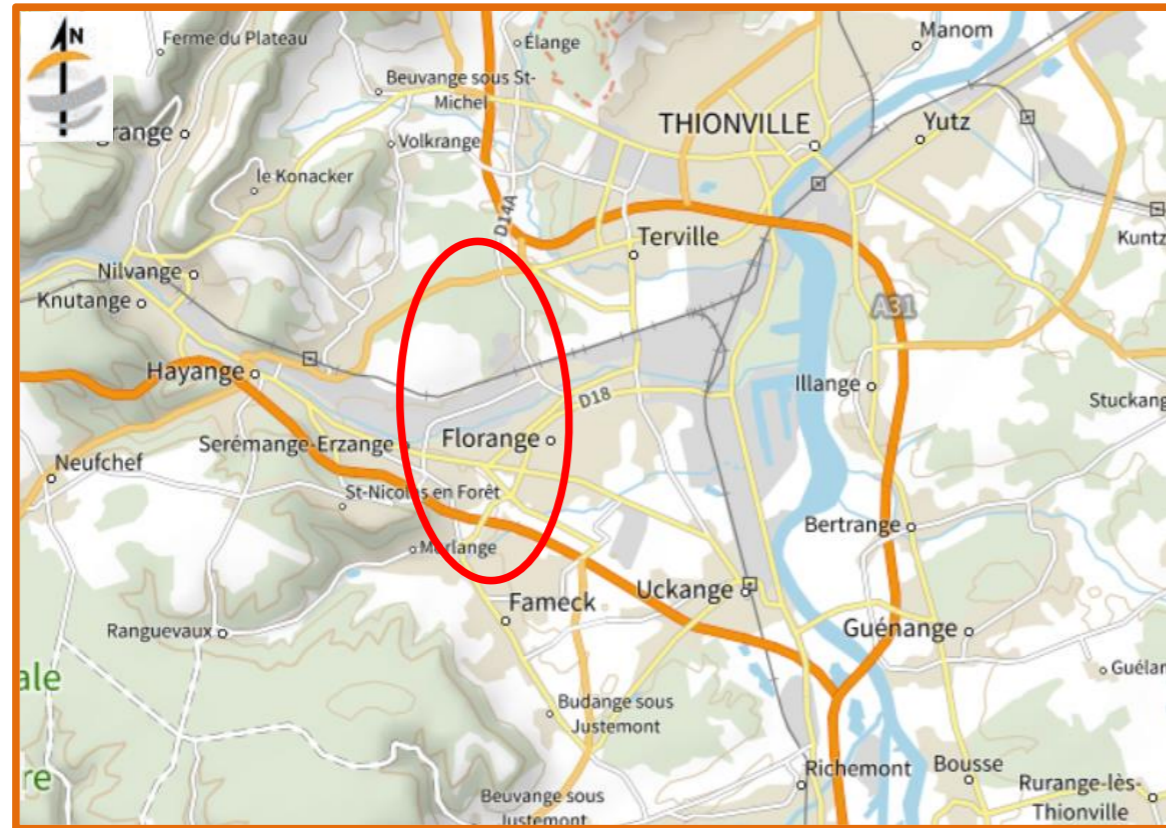 N
Ferme du Plateau
Élange
Manom
Beuvange sous St-
Michel
THIONVILLE
Yutz
range
Volkrange
le Konacker
D14A
Terville
Kuntz
Nilvange
Knutange
A31
Hayange
Illange
D18
Stuckang
Florange
Serémange-Erzange
Neufchef
St-Nicolas en Forêt
Bertrange
Morlange
Uckange
Fameck
Ranguevaux
Guénange
ale
Guélan
Budange sous
Justemont
re
Richemont
Bousse
Rurange-lès-
Thionville
Beuvange sous
Justemont